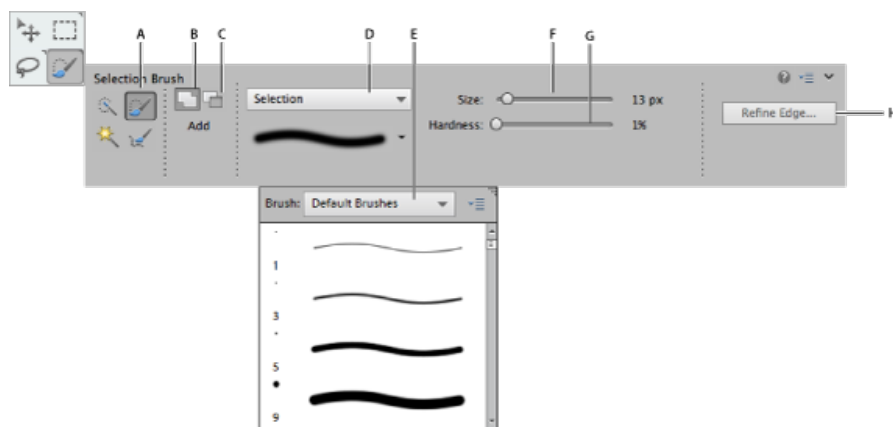 A B C D E F G
Selection Brush
Selection
Size: 13 px
Add
Hardness: 1%
Refine Edge... H
Brush: Default Brushes
1
3
5
9